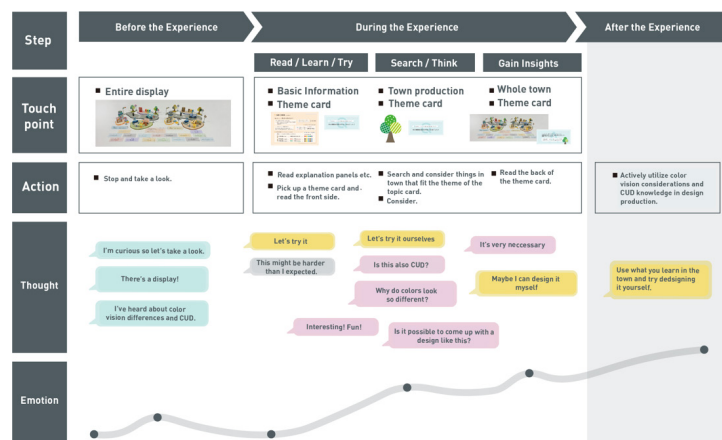 Step
Before the Experience
During the Experience
After the Experience
Read / Learn / Try
Search / Think
Gain Insights
Touch
point
■ Entire display
■ Basic Information
■ Theme card
■ Town production
■ Theme card
■ Whole town
■ Theme card
Action
■ Stop and take a look.
■ Read explanation panels etc.
■ Pick up a theme card and
read the front side.
■ Search and consider things in
town that fit the theme of the
topic card.
■ Consider.
■ Read the back of
the theme card.
■ Actively utilize color
vision considerations and
CUD knowledge in design
production.
Thought
I'm curious so let's take a look.
There's a display!
I've heard about color
vision differences and CUD.
Let's try it
This might be harder
than I expected.
Interesting! Fun!
Let's try it ourselves
Is this also CUD?
Why do colors look
so different?
Is it possible to come up with a
design like this?
It's very neccessary
Maybe I can design it
myself
Use what you learn in the
town and try dedsigning
it yourself.
Emotion